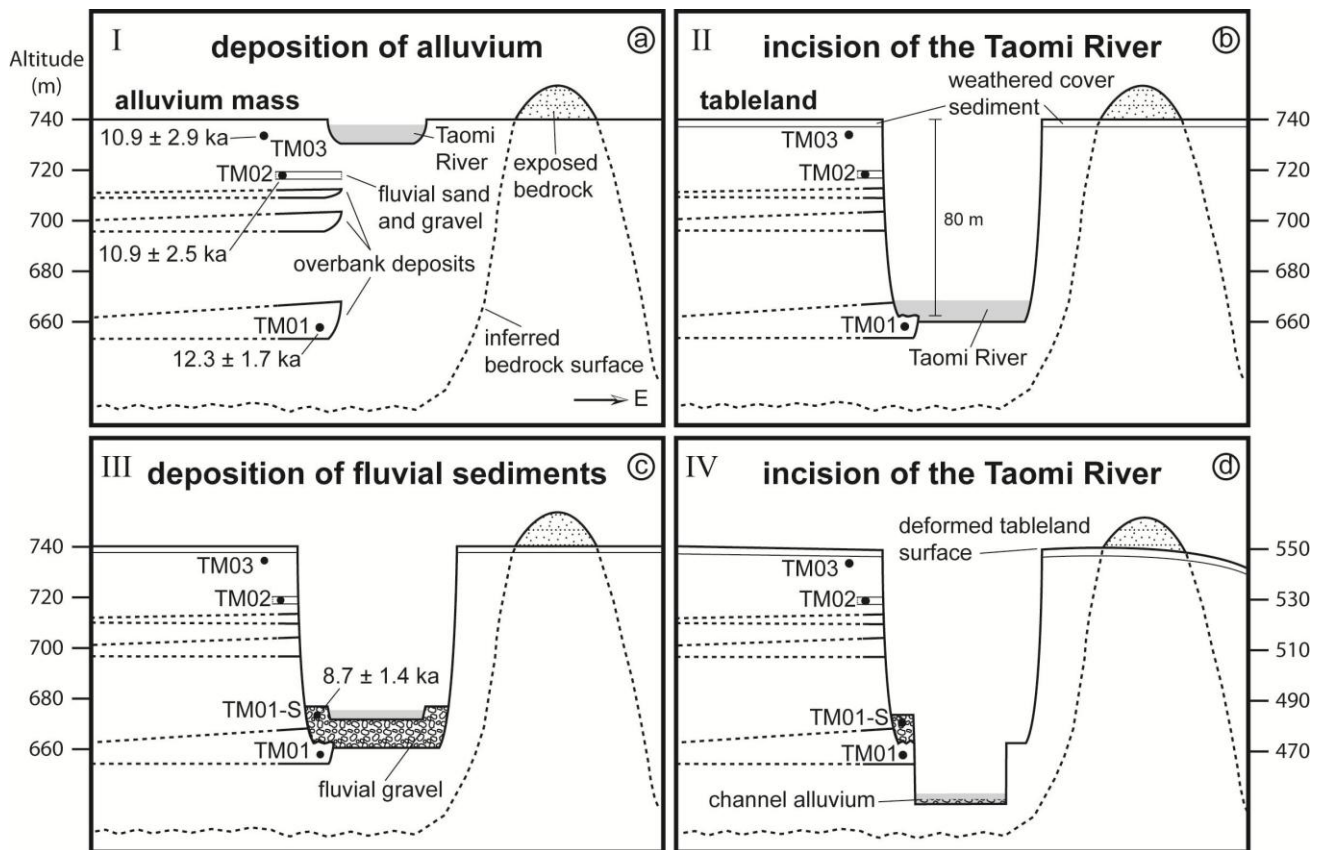 I deposition of alluvium ⓐ
Altitude
(m)
alluvium mass
740
720
700
680
660
10.9 ± 2.9 ka
TM03
TM02
Taomi
River
exposed
bedrock
fluvial sand
and gravel
10.9 ± 2.5 ka
overbank deposits
TM01
12.3 ± 1.7 ka
inferred
bedrock surface
E
II incision of the Taomi River ⓑ
weathered cover
sediment
tableland
TM03
TM02
80 m
TM01
Taomi River
740
720
700
680
660
III deposition of fluvial sediments ⓒ
740
720
700
680
660
TM03
TM02
8.7 ± 1.4 ka
TM01-S
TM01
fluvial gravel
IV incision of the Taomi River ⓓ
deformed tableland
surface
TM03
TM02
TM01-S
TM01
channel alluvium
550
530
510
490
470